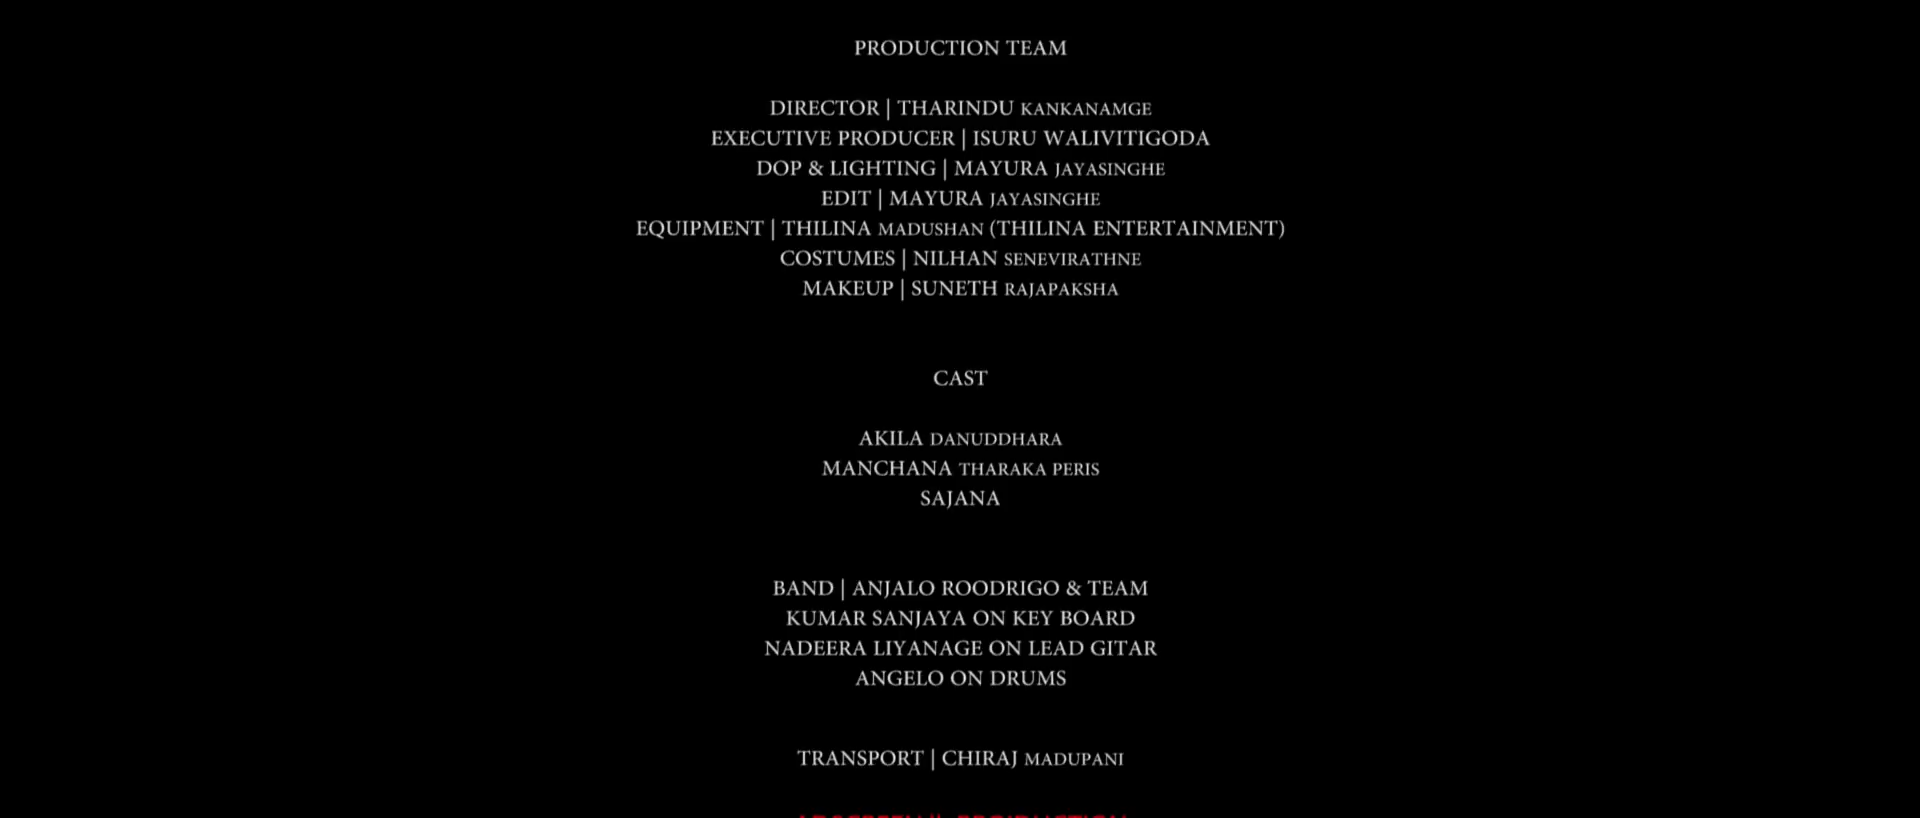 PRODUCTION TEAM
DIRECTOR | THARINDU KANKANAMGE
EXECUTIVE PRODUCER | ISURU WALIVITIGODA
DOP & LIGHTING | MAYURA JAYASINGHE
EDIT | MAYURA JAYASINGHE
EQUIPMENT | THILINA MADUSHAN (THILINA ENTERTAINMENT)
COSTUMES | NILHAN SENEVIRATHNE
MAKEUP | SUNETH RAJAPAKSHA
CAST
AKILA DANUDDHARA
MANCHANA THARAKA PERIS
SAJANA
BAND | ANJALO ROODRIGO & TEAM
KUMAR SANJAYA ON KEY BOARD
NADEERA LIYANAGE ON LEAD GITAR
ANGELO ON DRUMS
TRANSPORT | CHIRAJ MADUPANI